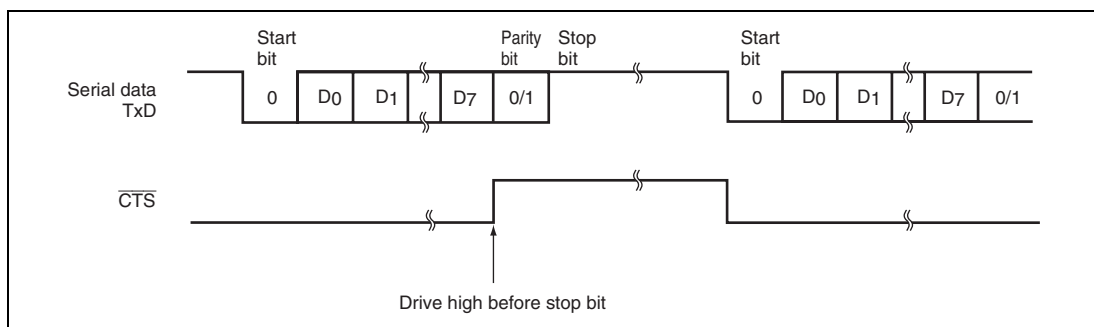 Start
bit
Parity
bit
Stop
bit
Start
bit
Serial data
TxD
0
D0
D1
D7
0/1
0
D0
D1
D7
0/1
CTS
Drive high before stop bit